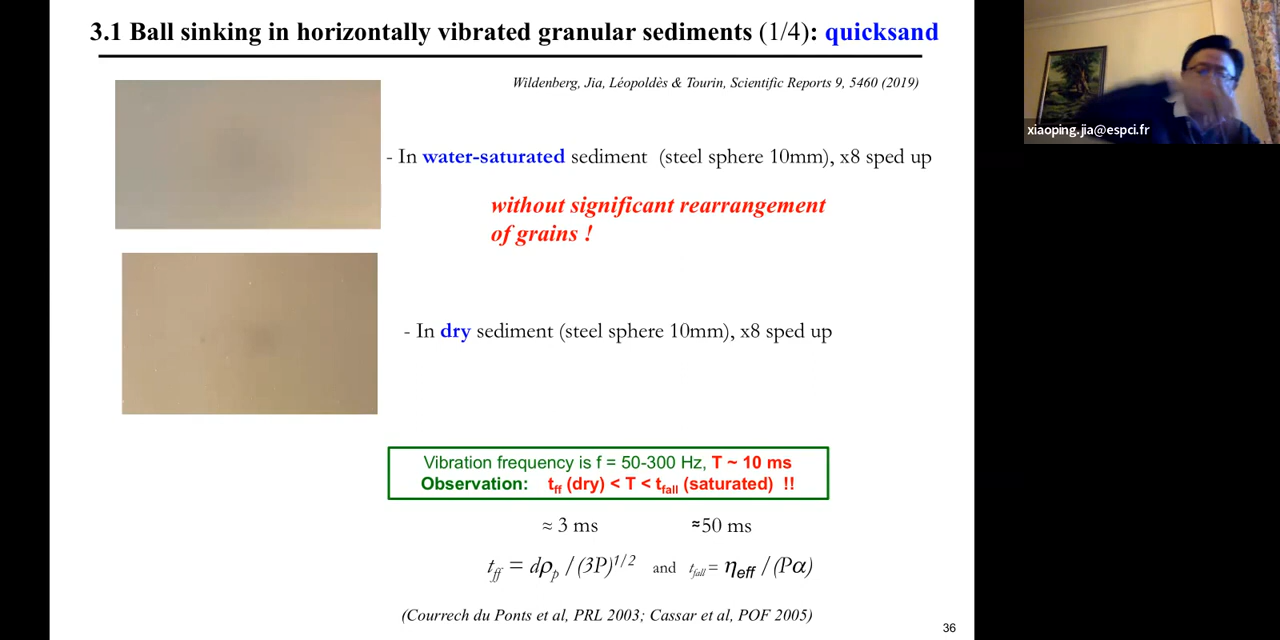 3.1 Ball sinking in horizontally vibrated granular sediments (1/4): quicksand
Wildenberg, Jia, Léopoldès & Tourin, Scientific Reports 9, 5460 (2019)
xiaoping.jia@espci.fr
- In water-saturated sediment (steel sphere 10mm), x8 sped up
without significant rearrangement
of grains !
- In dry sediment (steel sphere 10mm), x8 sped up
Vibration frequency is f = 50-300 Hz, T ~ 10 ms
Observation: tff (dry) < T < tfall (saturated) !!
≈ 3 ms ≈50 ms
tff = dρp / (3P)1/2 and tfall = ηeff / (Pα)
(Courrech du Ponts et al, PRL 2003; Cassar et al, POF 2005)
36